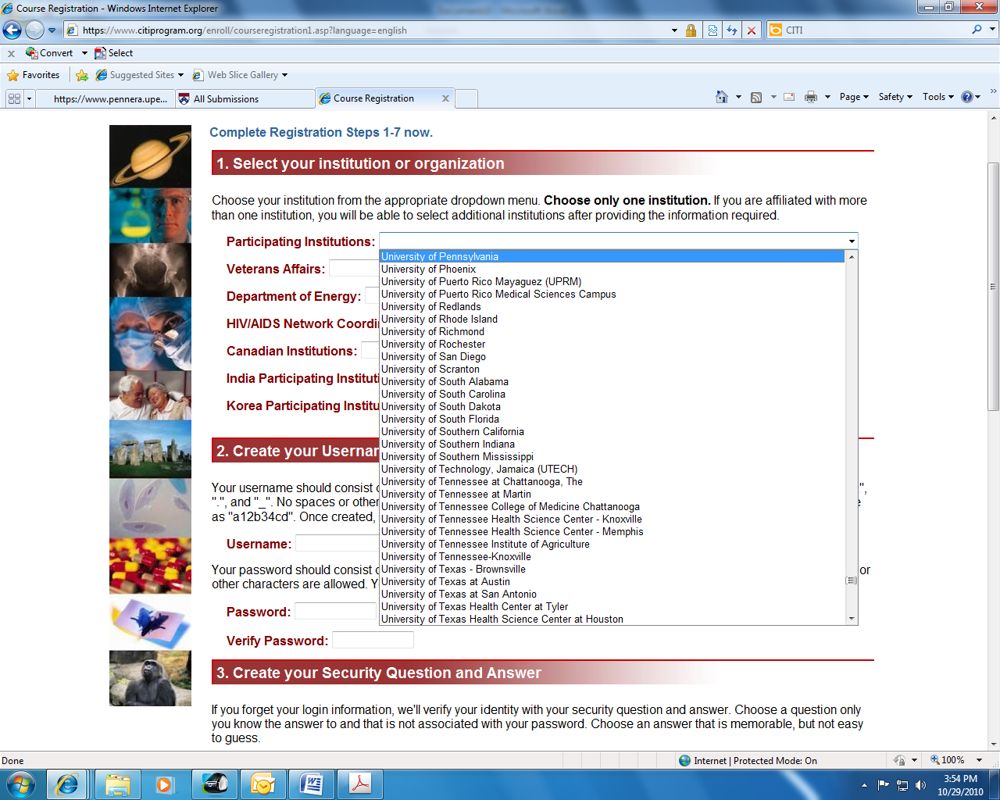 Course Registration - Windows Internet Explorer
https://www.citiprogram.org/enroll/courseregistration1.asp?language=english
CITI
x Convert Select
Favorites Suggested Sites Web Slice Gallery
https://www.pennera.upe... All Submissions Course Registration x Page Safety Tools »
Complete Registration Steps 1-7 now.
1. Select your institution or organization
Choose your institution from the appropriate dropdown menu. Choose only one institution. If you are affiliated with more
than one institution, you will be able to select additional institutions after providing the information required.
Participating Institutions:
University of Pennsylvania
University of Phoenix
University of Puerto Rico Mayaguez (UPRM)
University of Puerto Rico Medical Sciences Campus
University of Redlands
University of Rhode Island
University of Richmond
University of Rochester
University of San Diego
University of Scranton
University of South Alabama
University of South Carolina
University of South Dakota
University of South Florida
University of Southern California
University of Southern Indiana
University of Southern Mississippi
University of Technology, Jamaica (UTECH)
University of Tennessee at Chattanooga, The
University of Tennessee at Martin
University of Tennessee College of Medicine Chattanooga
University of Tennessee Health Science Center - Knoxville
University of Tennessee Health Science Center - Memphis
University of Tennessee Institute of Agriculture
University of Tennessee-Knoxville
University of Texas - Brownsville
University of Texas at Austin
University of Texas at San Antonio
University of Texas Health Center at Tyler
University of Texas Health Science Center at Houston
Veterans Affairs:
Department of Energy:
HIV/AIDS Network Coordi
Canadian Institutions:
India Participating Instituti
Korea Participating Institu
2. Create your Usernam
Your username should consist
".", and "_". No spaces or other
as "a12b34cd". Once created,
Username:
Your password should consist or
other characters are allowed. Y
Password:
Verify Password:
3. Create your Security Question and Answer
If you forget your login information, we'll verify your identity with your security question and answer. Choose a question only
you know the answer to and that is not associated with your password. Choose an answer that is memorable, but not easy
to guess.
Done Internet | Protected Mode: On 100%
3:54 PM
10/29/2010